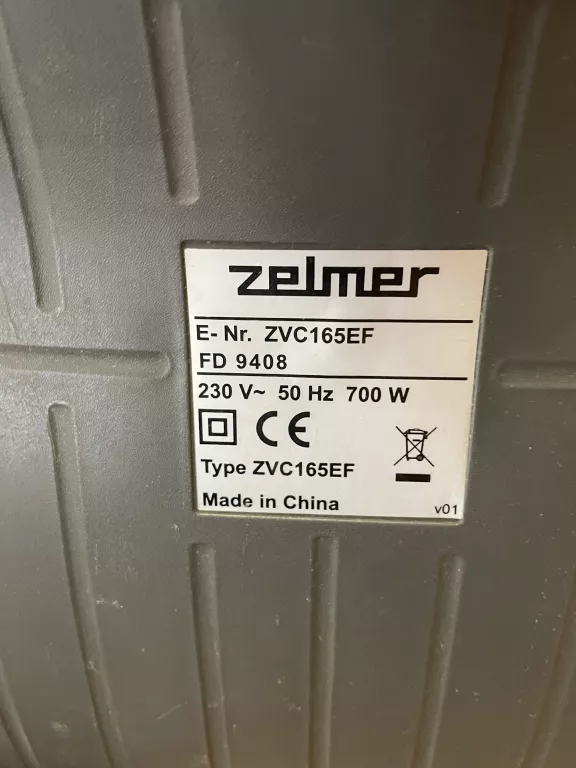 zelmer
E- Nr. ZVC165EF
FD 9408
230 V~ 50 Hz 700 W
CE
Type ZVC165EF
Made in China
v01